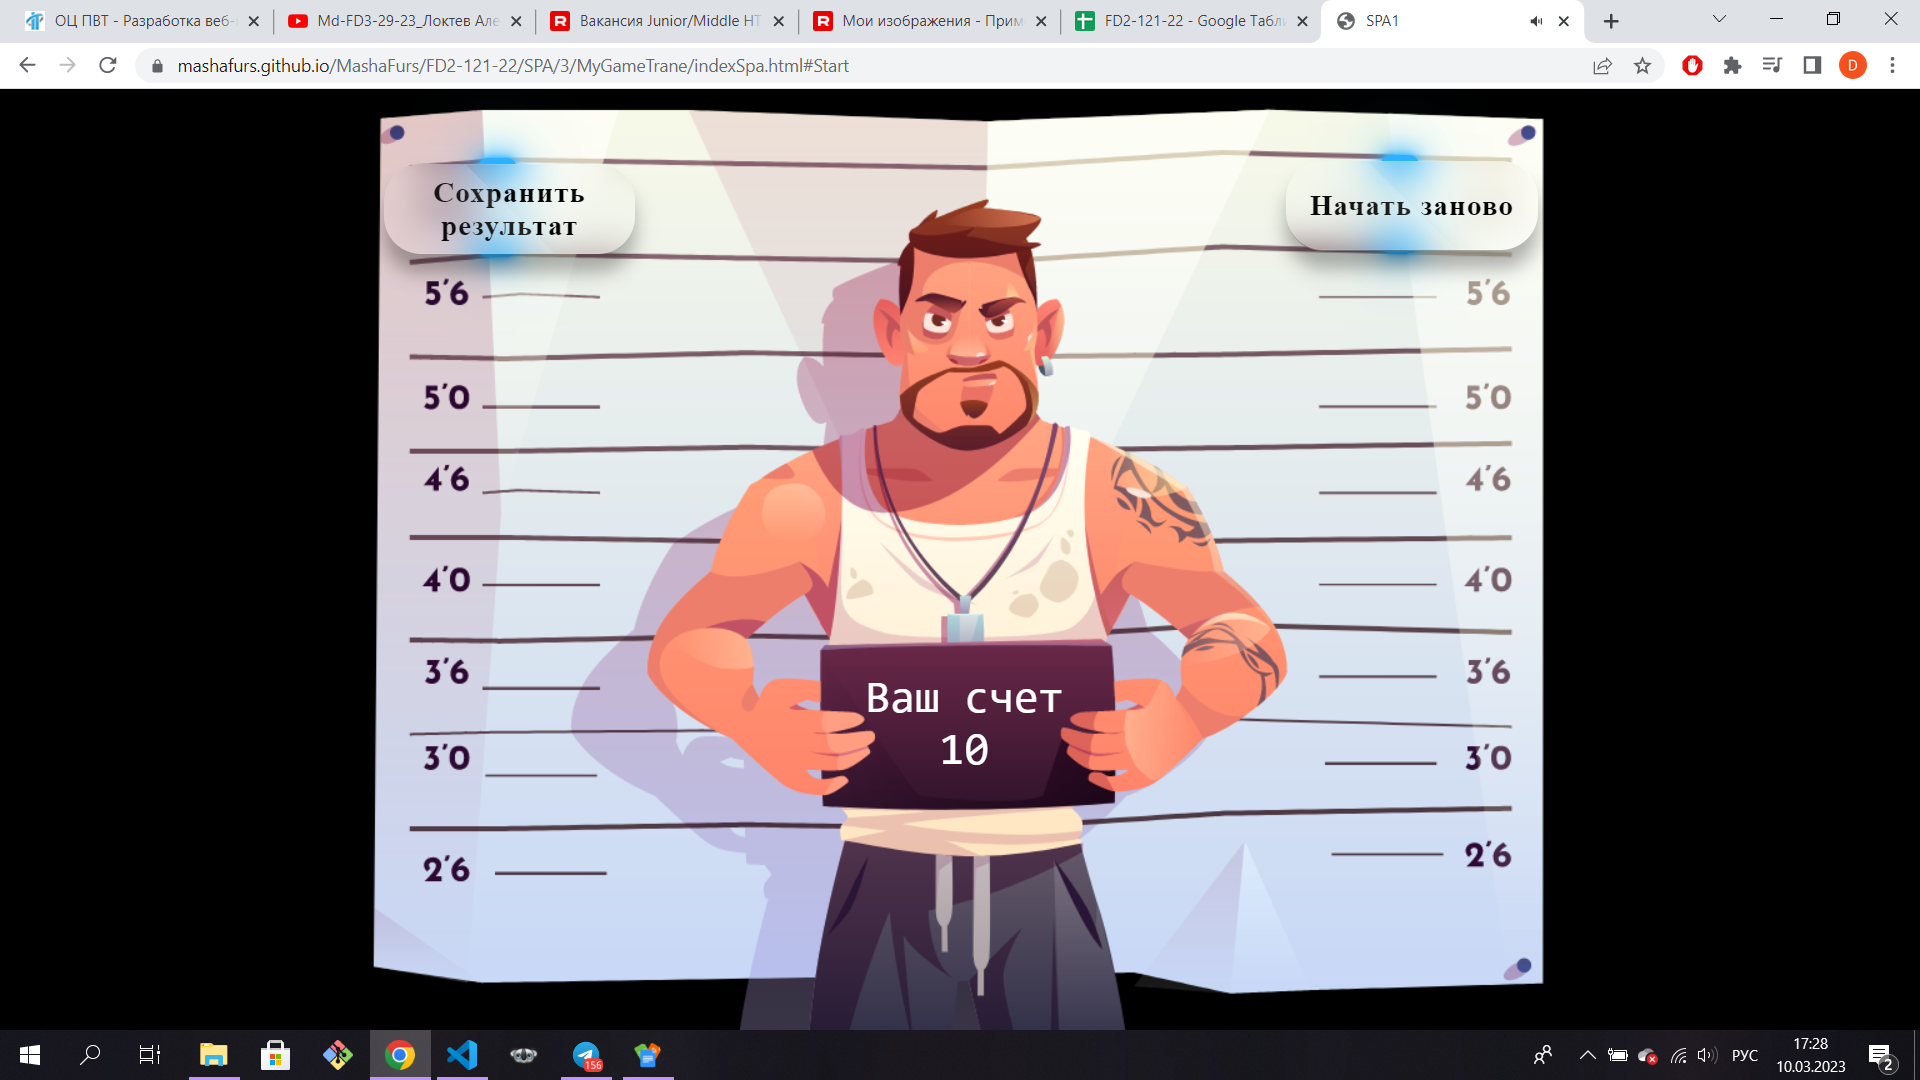 ОЦ ПВТ - Разработка веб-
Md-FD3-29-23_Локтев Але
Вакансия Junior/Middle HT
Мои изображения - Прим
FD2-121-22 - Google Табли
SPA1
mashafurs.github.io/MashaFurs/FD2-121-22/SPA/3/MyGameTrane/indexSpa.html#Start
D
Сохранить
результат
Начать заново
5'6
5'6
5'0
5'0
4'6
4'6
4'0
4'0
3'6
3'6
3'0
3'0
2'6
2'6
Ваш счет
10
156
РУС
17:28
10.03.2023
2